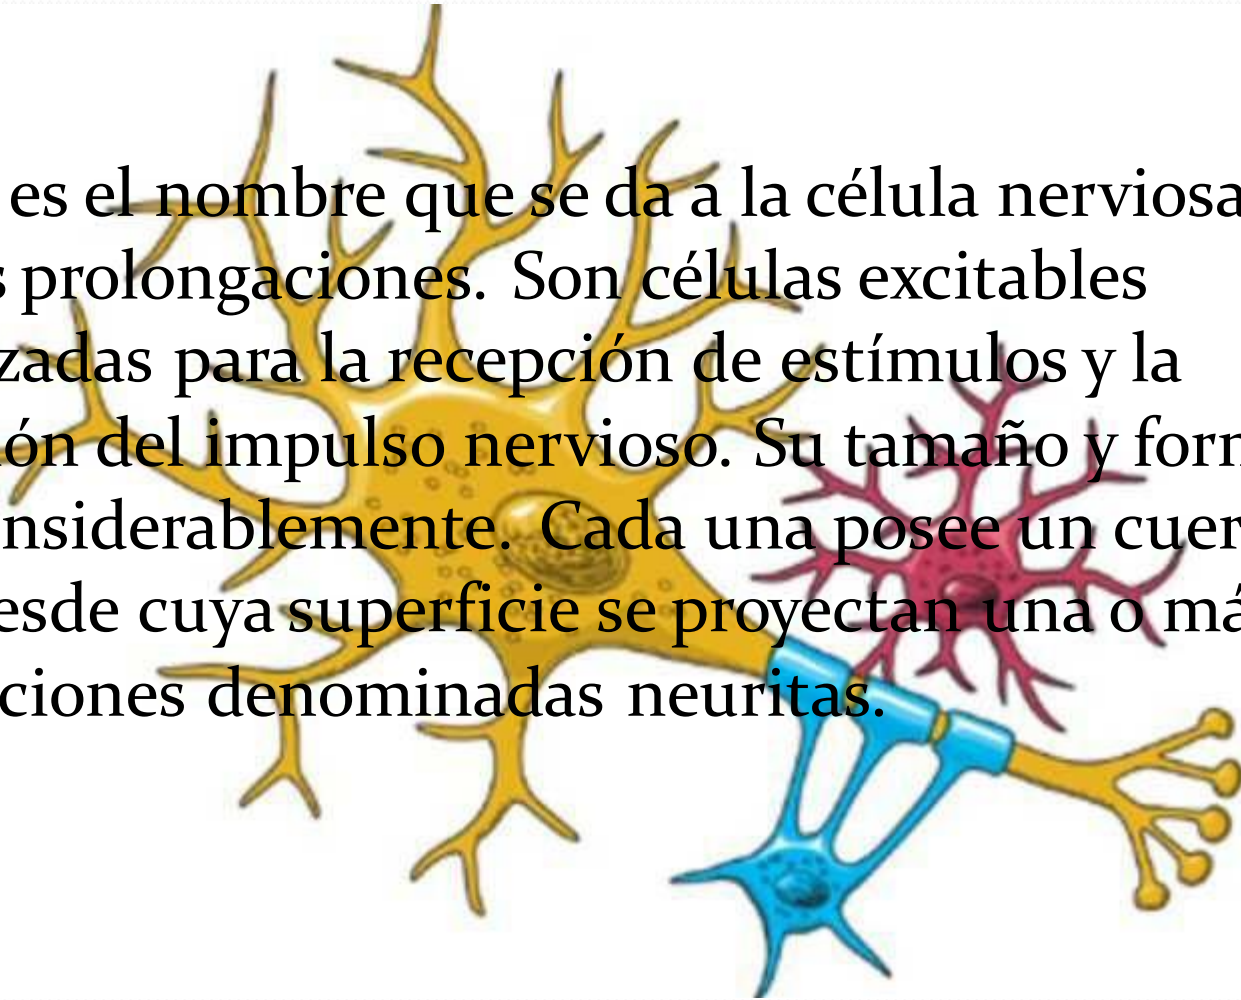 es el nombre que se da a la célula nerviosa
s prolongaciones. Son células excitables
zadas para la recepción de estímulos y la
ón del impulso nervioso. Su tamaño y forn
nsiderablemente. Cada una posee un cuer
esde cuya superficie se proyectan una o má
ciones denominadas neuritas.